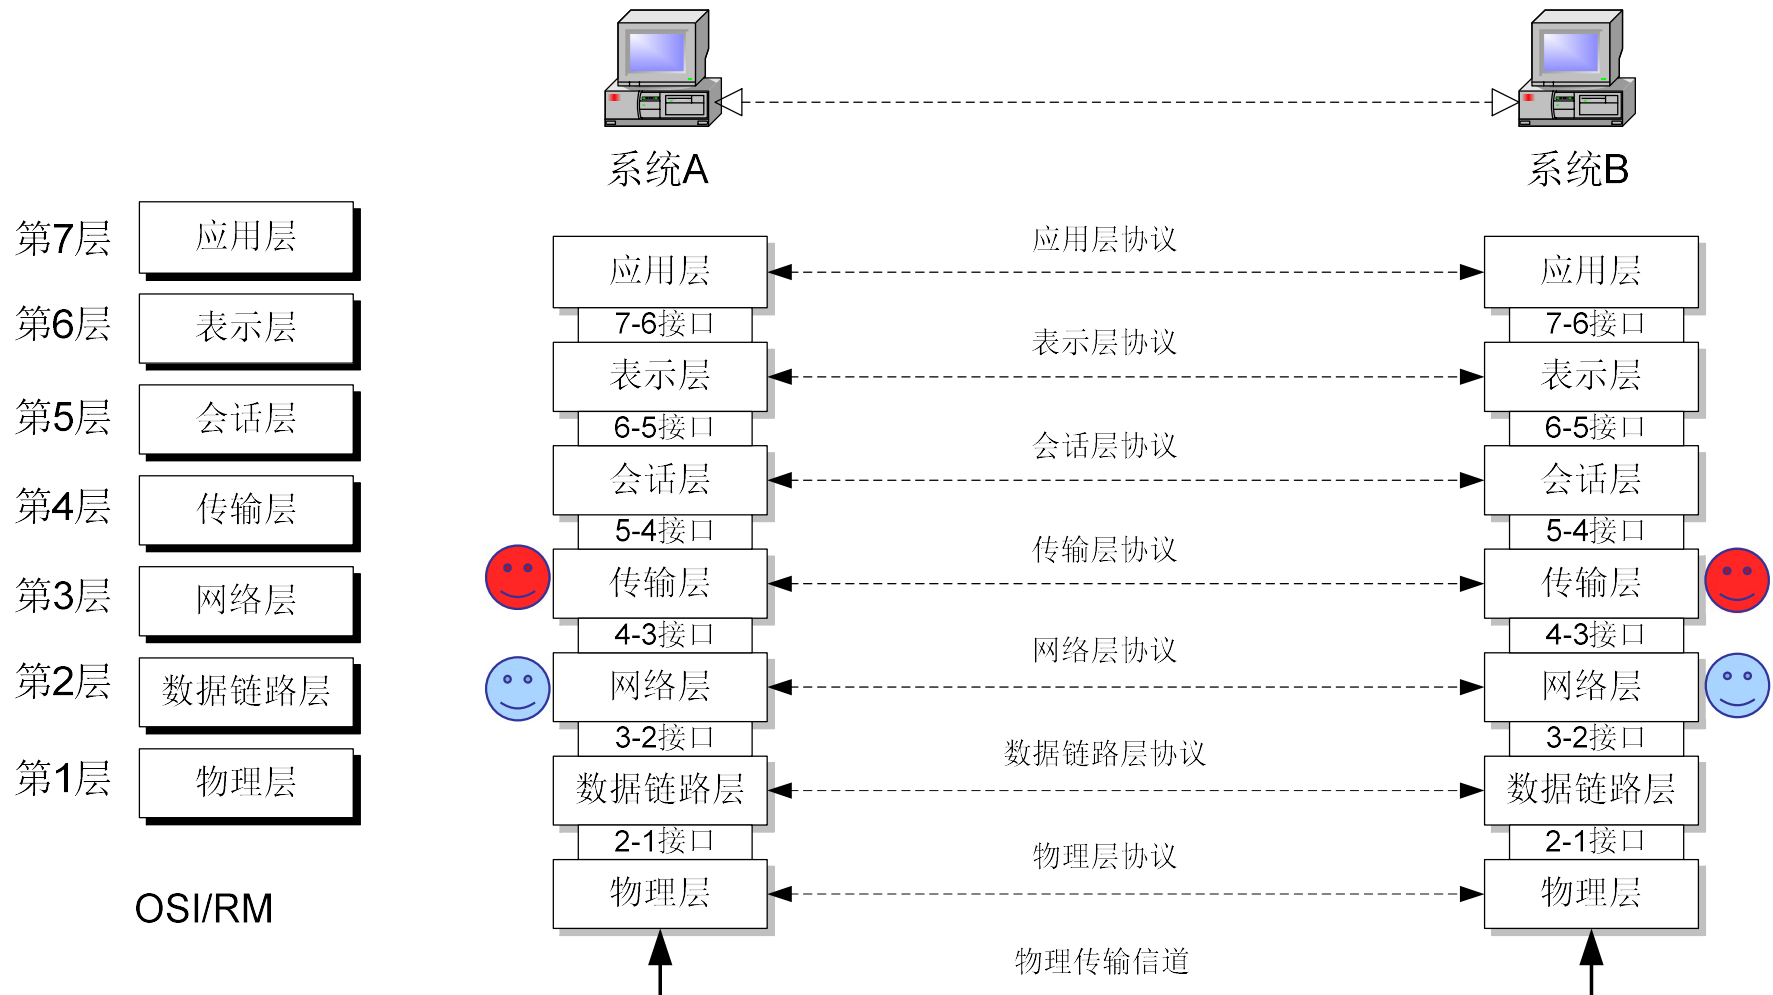 系统A
系统B
第7层
应用层
第6层
表示层
第5层
会话层
第4层
传输层
第3层
网络层
第2层
数据链路层
第1层
物理层
OSI/RM
应用层
7-6接口
表示层
6-5接口
会话层
5-4接口
传输层
4-3接口
网络层
3-2接口
数据链路层
2-1接口
物理层
应用层协议
表示层协议
会话层协议
传输层协议
网络层协议
数据链路层协议
物理层协议
物理传输信道
应用层
7-6接口
表示层
6-5接口
会话层
5-4接口
传输层
4-3接口
网络层
3-2接口
数据链路层
2-1接口
物理层